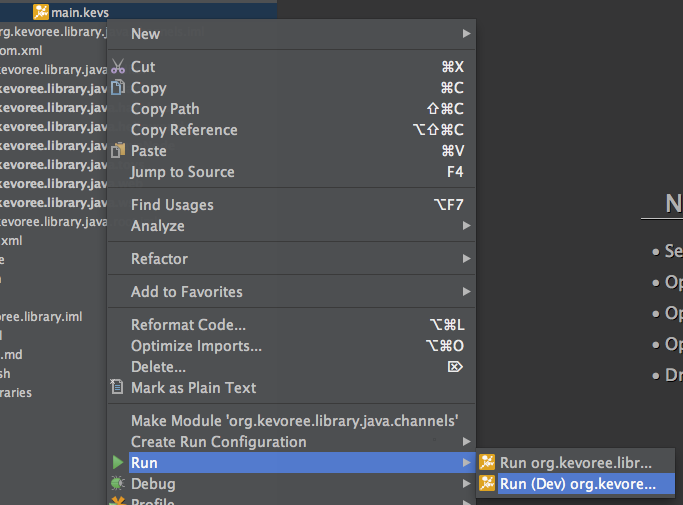 main.kevs
rg.kevoree.library.j
om.xml
kevoree.library.java
kevoree.library.jav
kevoree.library.jav
kevoree.library.jav
kevoree.library.jav
kevoree.library.jav
kevoree.library.jav
kevoree.library.jav
kevoree.library.java
.xml
e
ree.library.iml
l
.md
sh
raries
New
Cut ⌘X
Copy ⌘C
Copy Path ⇧⌘C
Copy Reference ⌥⇧⌘C
Paste ⌘V
Jump to Source F4
Find Usages ⌥F7
Analyze
Refactor
Add to Favorites
Reformat Code... ⌥⌘L
Optimize Imports... ⌥⌘O
Delete... ⌦
Mark as Plain Text
Make Module 'org.kevoree.library.java.channels'
Create Run Configuration
Run
Debug
Profile
Run org.kevoree.libr...
Run (Dev) org.kevore...
N
• Se
• Op
• Op
• Op
• Dr